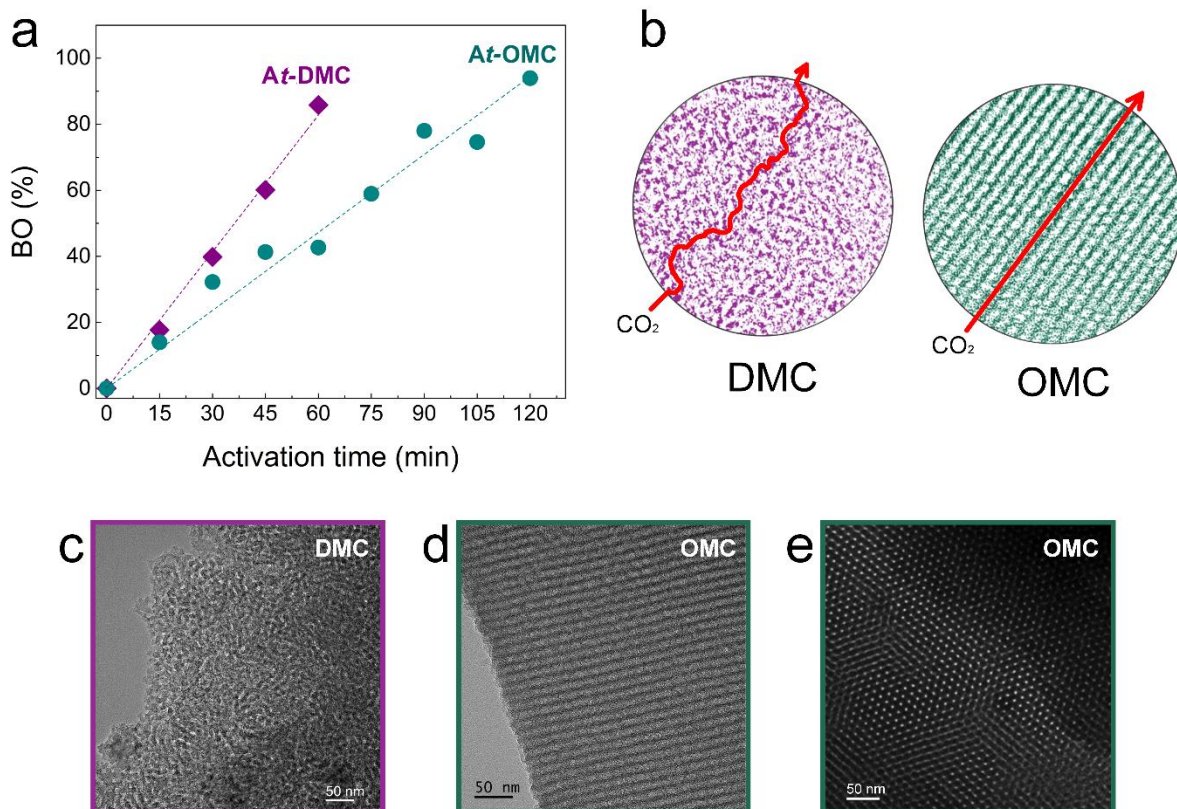 a
BO (%)
100
80
60
40
20
0
At-DMC
At-OMC
0 15 30 45 60 75 90 105 120
Activation time (min)
b
CO₂
DMC
CO₂
OMC
c
DMC
50 nm
d
OMC
50 nm
e
OMC
50 nm